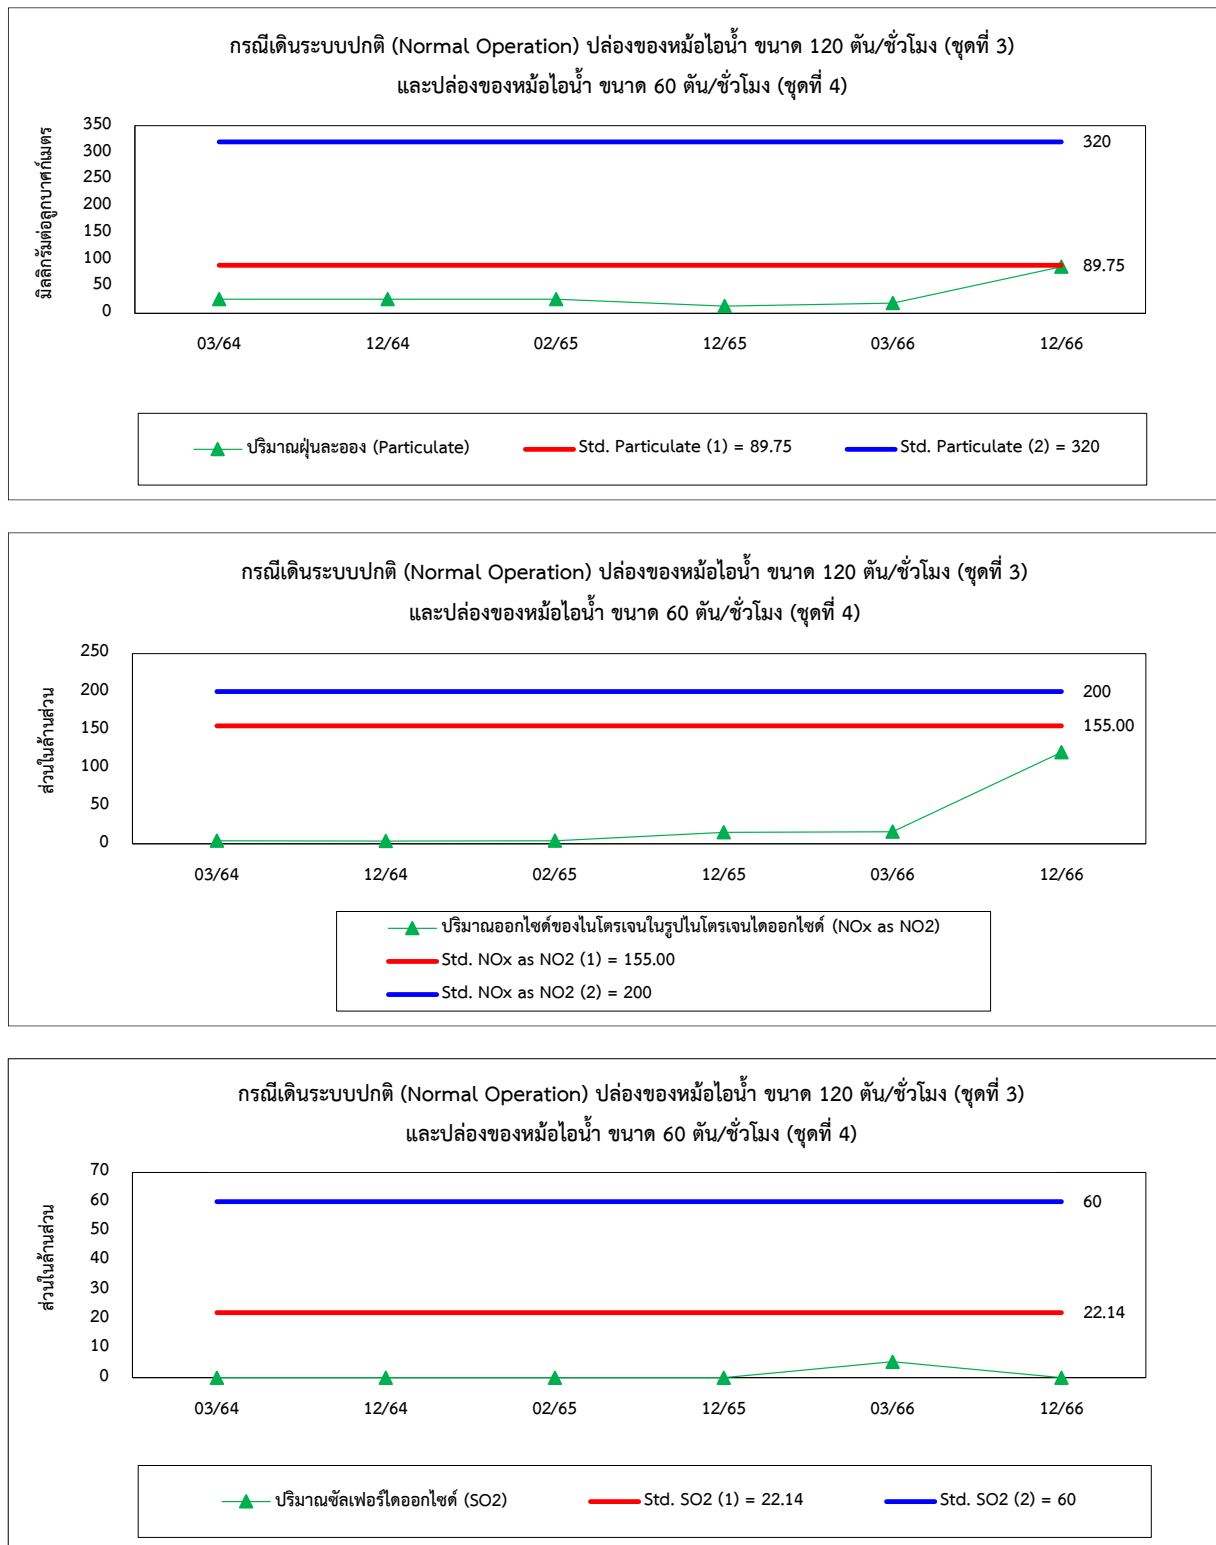 กรณีเดินระบบปกติ (Normal Operation) ปล่องของหม้อไอน้ำ ขนาด 120 ตัน/ชั่วโมง (ชุดที่ 3)
และปล่องของหม้อไอน้ำ ขนาด 60 ตัน/ชั่วโมง (ชุดที่ 4)
มิลลิกรัมต่อลูกบาศก์เมตร
350
300
250
200
150
100
50
0
320
89.75
03/64 12/64 02/65 12/65 03/66 12/66
ปริมาณฝุ่นละออง (Particulate) Std. Particulate (1) = 89.75 Std. Particulate (2) = 320
กรณีเดินระบบปกติ (Normal Operation) ปล่องของหม้อไอน้ำ ขนาด 120 ตัน/ชั่วโมง (ชุดที่ 3)
และปล่องของหม้อไอน้ำ ขนาด 60 ตัน/ชั่วโมง (ชุดที่ 4)
ส่วนในล้านส่วน
250
200
150
100
50
0
200
155.00
03/64 12/64 02/65 12/65 03/66 12/66
ปริมาณออกไซด์ของไนโตรเจนในรูปไนโตรเจนไดออกไซด์ (NOx as NO2)
Std. NOx as NO2 (1) = 155.00
Std. NOx as NO2 (2) = 200
กรณีเดินระบบปกติ (Normal Operation) ปล่องของหม้อไอน้ำ ขนาด 120 ตัน/ชั่วโมง (ชุดที่ 3)
และปล่องของหม้อไอน้ำ ขนาด 60 ตัน/ชั่วโมง (ชุดที่ 4)
ส่วนในล้านส่วน
70
60
50
40
30
20
10
0
60
22.14
03/64 12/64 02/65 12/65 03/66 12/66
ปริมาณซัลเฟอร์ไดออกไซด์ (SO2) Std. SO2 (1) = 22.14 Std. SO2 (2) = 60